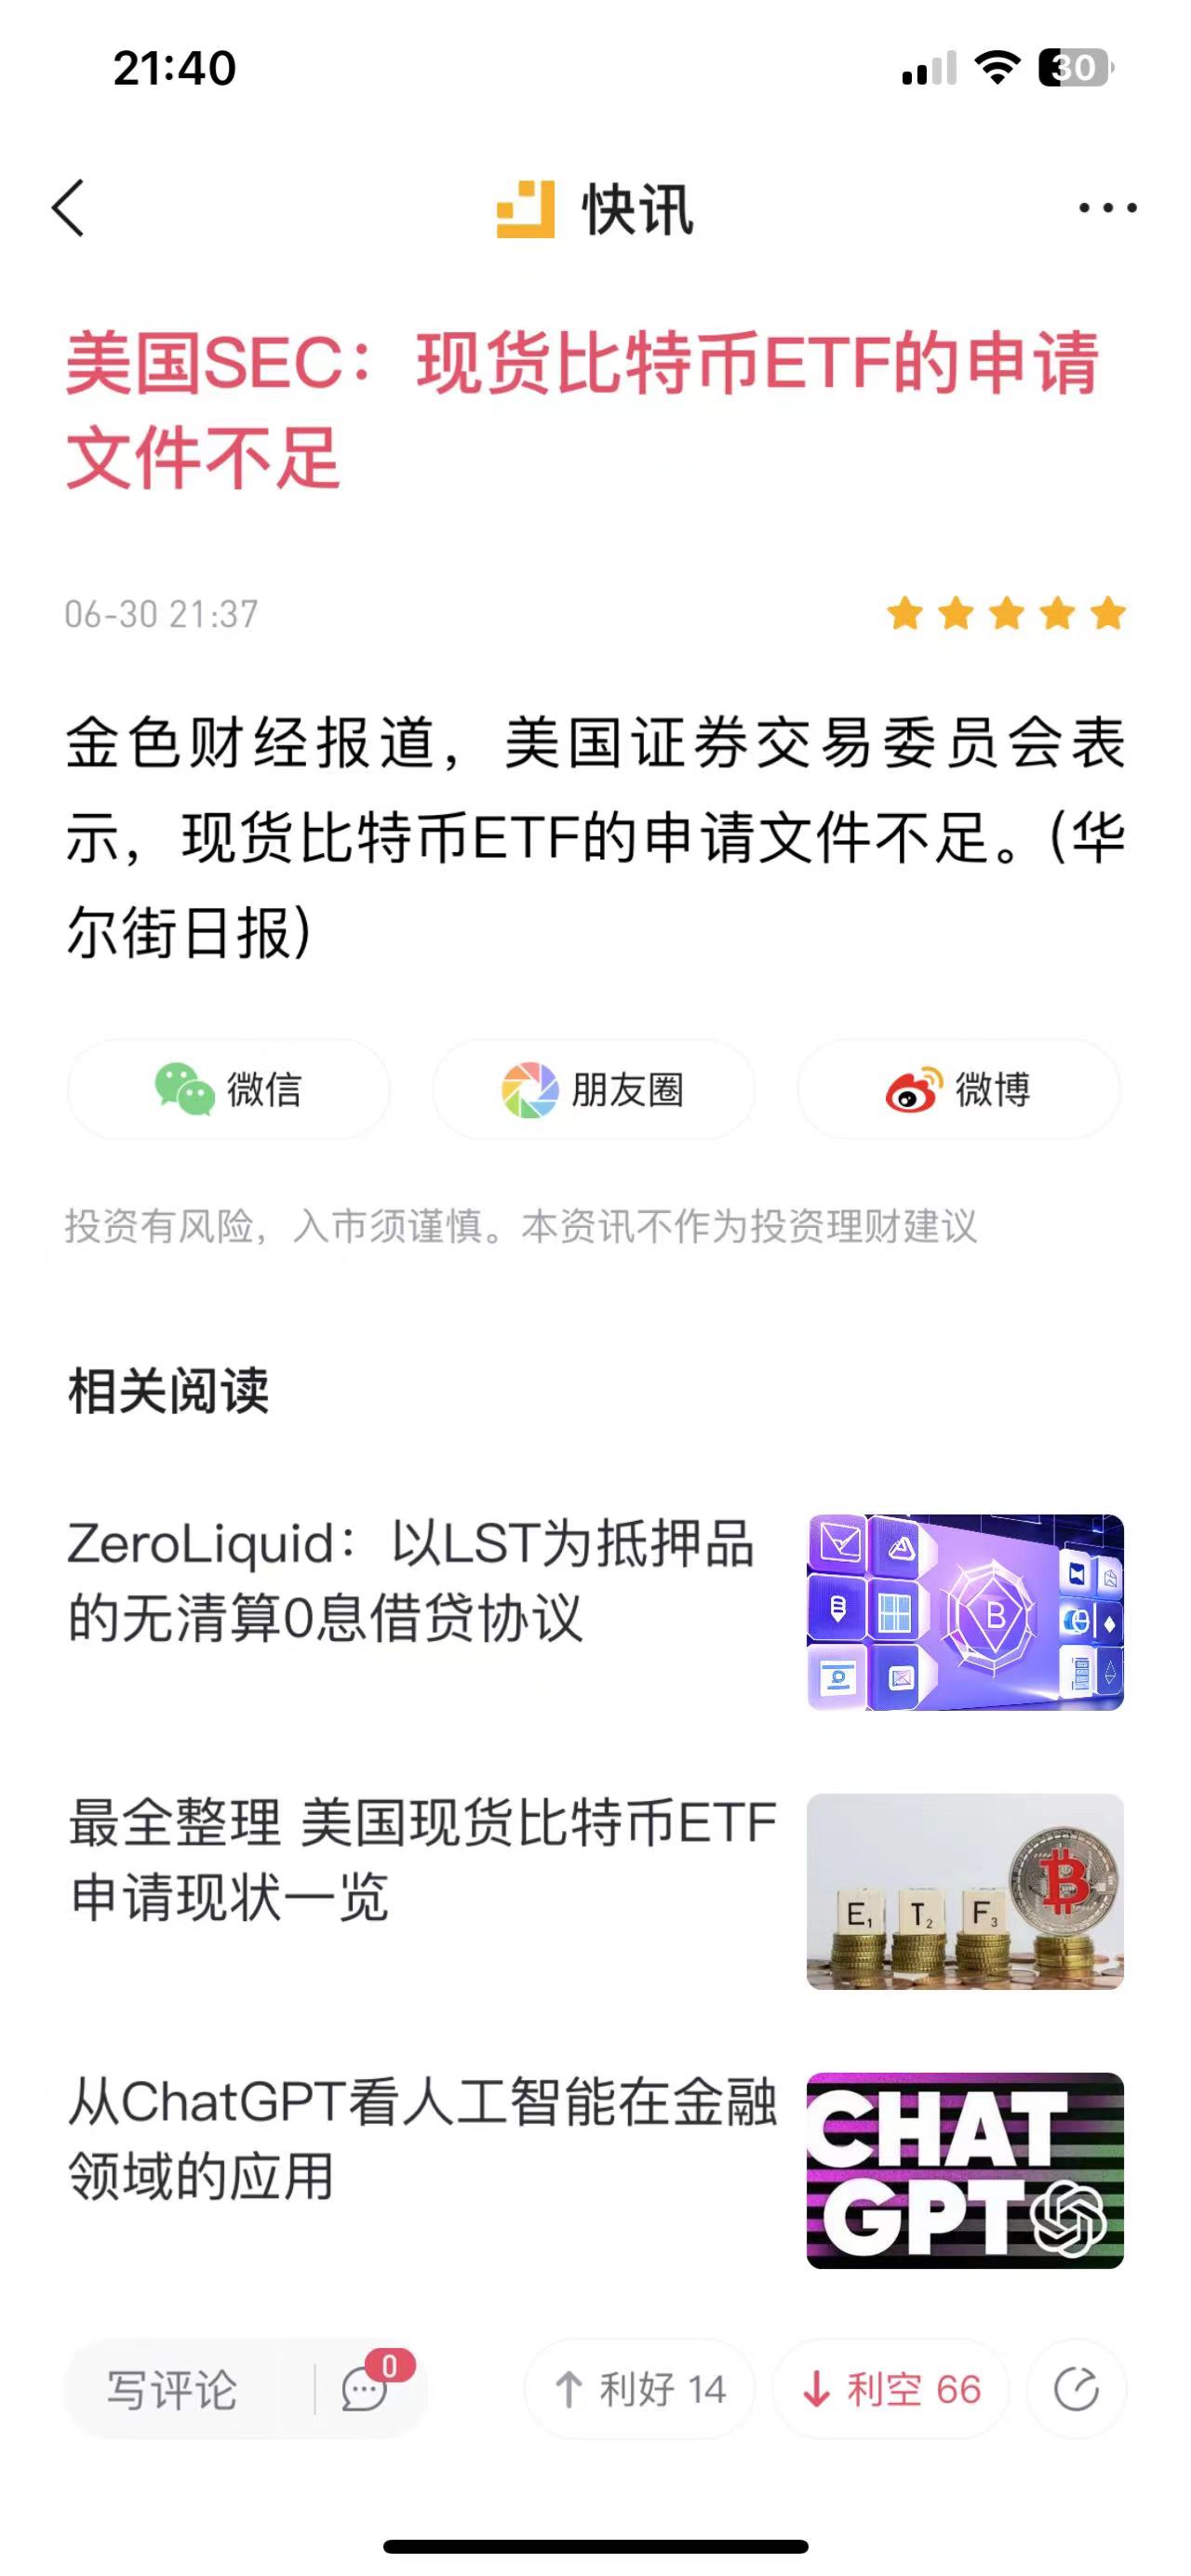 21:40
30
快讯
美国SEC：现货比特币ETF的申请
文件不足
06-30 21:37
金色财经报道，美国证券交易委员会表
示，现货比特币ETF的申请文件不足。（华
尔街日报）
微信
朋友圈
微博
投资有风险，入市须谨慎。本资讯不作为投资理财建议
相关阅读
ZeroLiquid：以LST为抵押品
的无清算0息借贷协议
B
最全整理 美国现货比特币ETF
申请现状一览
E1 T2 F3
从ChatGPT看人工智能在金融
领域的应用
CHAT
GPT
写评论
0
利好 14
利空 66